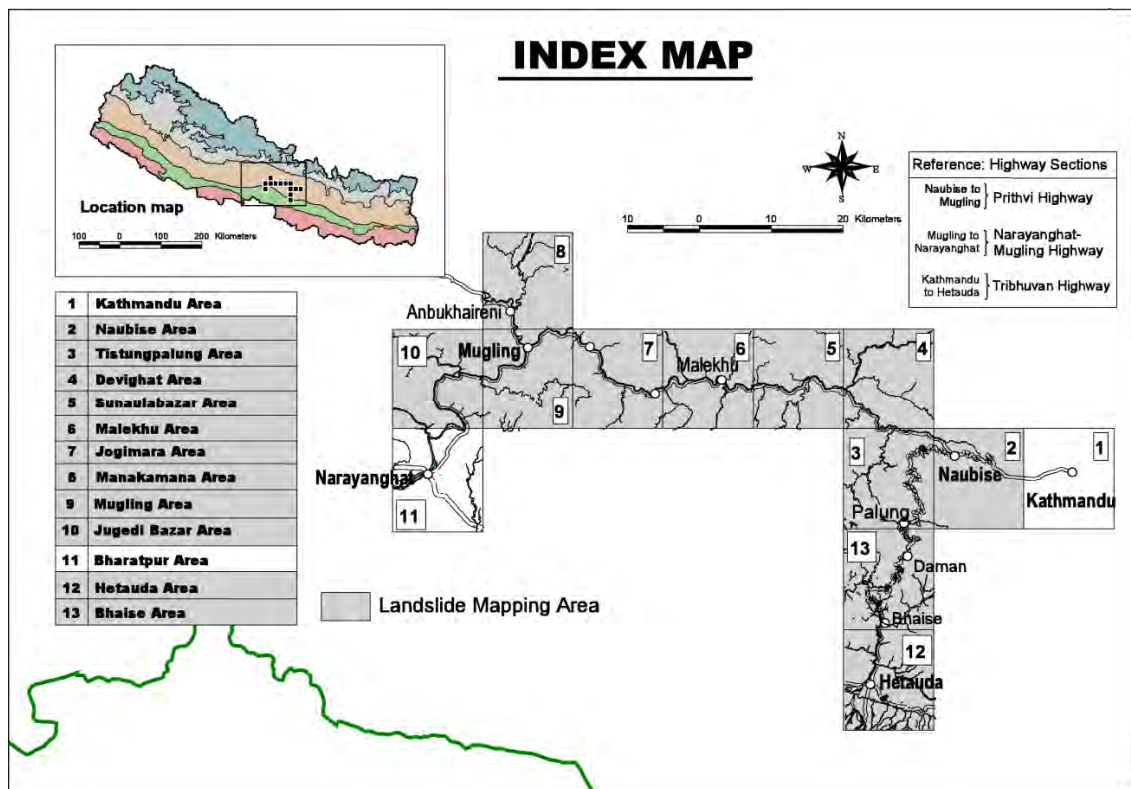 INDEX MAP
Location map
100 0 100 200 Kilometers
N
W E
S
10 0 10 20 Kilometers
Reference: Highway Sections
Naubise to
Mugling
Prithvi Highway
Mugling to
Narayanghat
Narayanghat-
Mugling Highway
Kathmandu
to Hetauda
Tribhuvan Highway
1 Kathmandu Area
2 Naubise Area
3 Tistungpalung Area
4 Devighat Area
5 Sunaulabazar Area
6 Malekhu Area
7 Jogimara Area
8 Manakamana Area
9 Mugling Area
10 Jugedi Bazar Area
11 Bharatpur Area
12 Hetauda Area
13 Bhaise Area
8
Anbukhaireni
10
Mugling
7
6
5
4
Malekhu
9
3
2
1
Naubise
Kathmandu
Narayanghat
11
Palung
13
Daman
Bhaise
12
Hetauda
Landslide Mapping Area